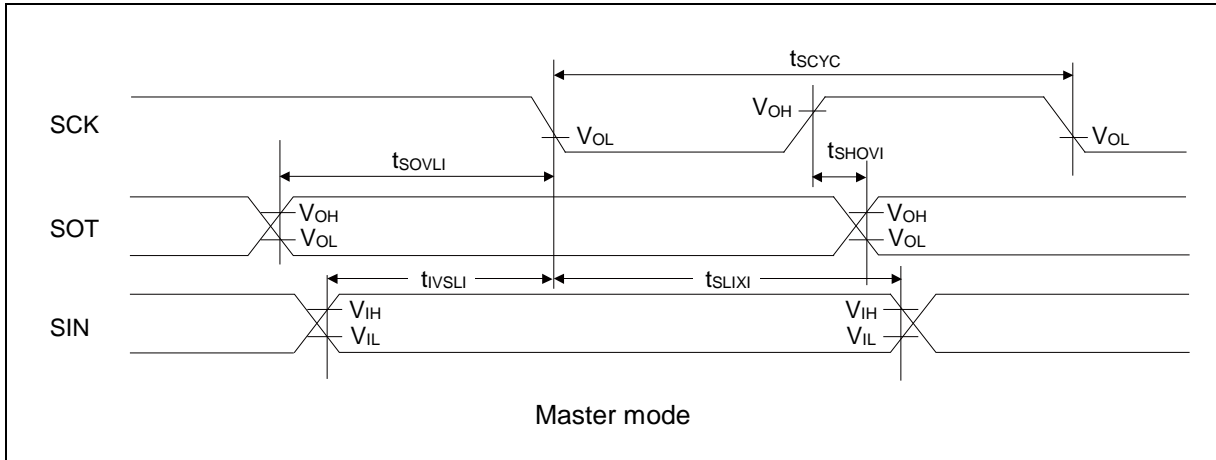 tSCYC
SCK
VOH
VOL
VOL
tSHOVI
tSOVLI
SOT
VOH
VOL
VOH
VOL
tIVSLI
tSLIXI
SIN
VIH
VIL
VIH
VIL
Master mode